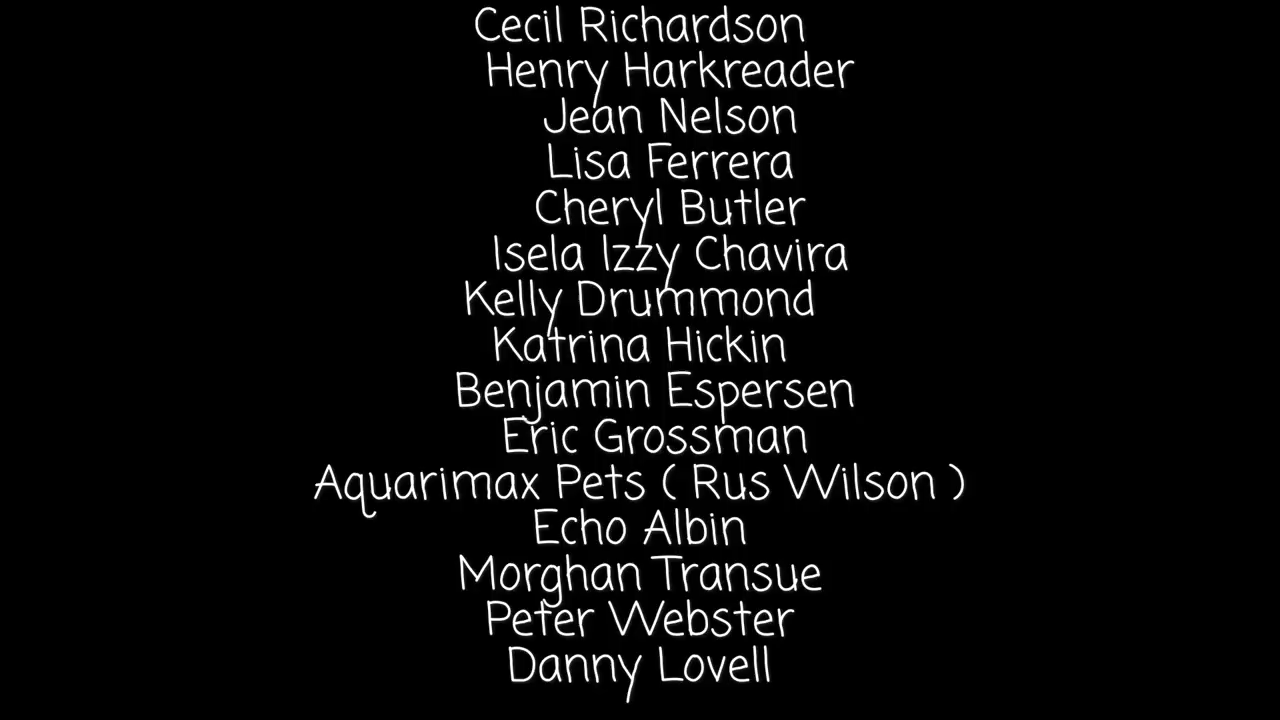 Cecil Richardson
Henry Harkreader
Jean Nelson
Lisa Ferrera
Cheryl Butler
Isela Izzy Chavira
Kelly Drummond
Katrina Hickin
Benjamin Espersen
Eric Grossman
Aquarimax Pets ( Rus Wilson )
Echo Albin
Morghan Transue
Peter Webster
Danny Lovell